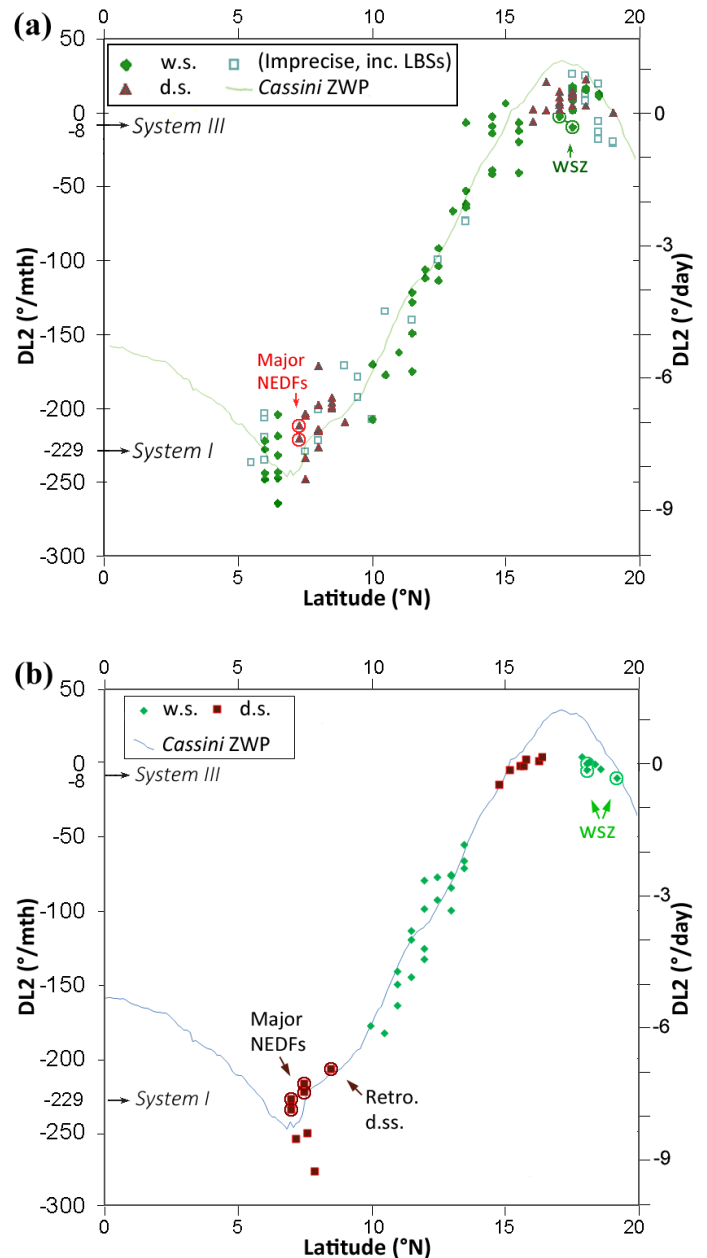 (a)
0 5 10 15 20
50
0
-8
-50
-100
-150
-200
-229
-250
-300
DL2 (°/mth)
w.s.
d.s.
(Imprecise, inc. LBSs)
Cassini ZWP
System III
WSZ
Major
NEDFs
System I
0
-3
-6
-9
DL2 (°/day)
0 5 10 15 20
Latitude (°N)
(b)
0 5 10 15 20
50
0
-8
-50
-100
-150
-200
-229
-250
-300
DL2 (°/mth)
w.s. d.s.
Cassini ZWP
System III
WSZ
Major
NEDFs
Retro.
d.ss.
System I
0
-3
-6
-9
DL2 (°/day)
0 5 10 15 20
Latitude (°N)